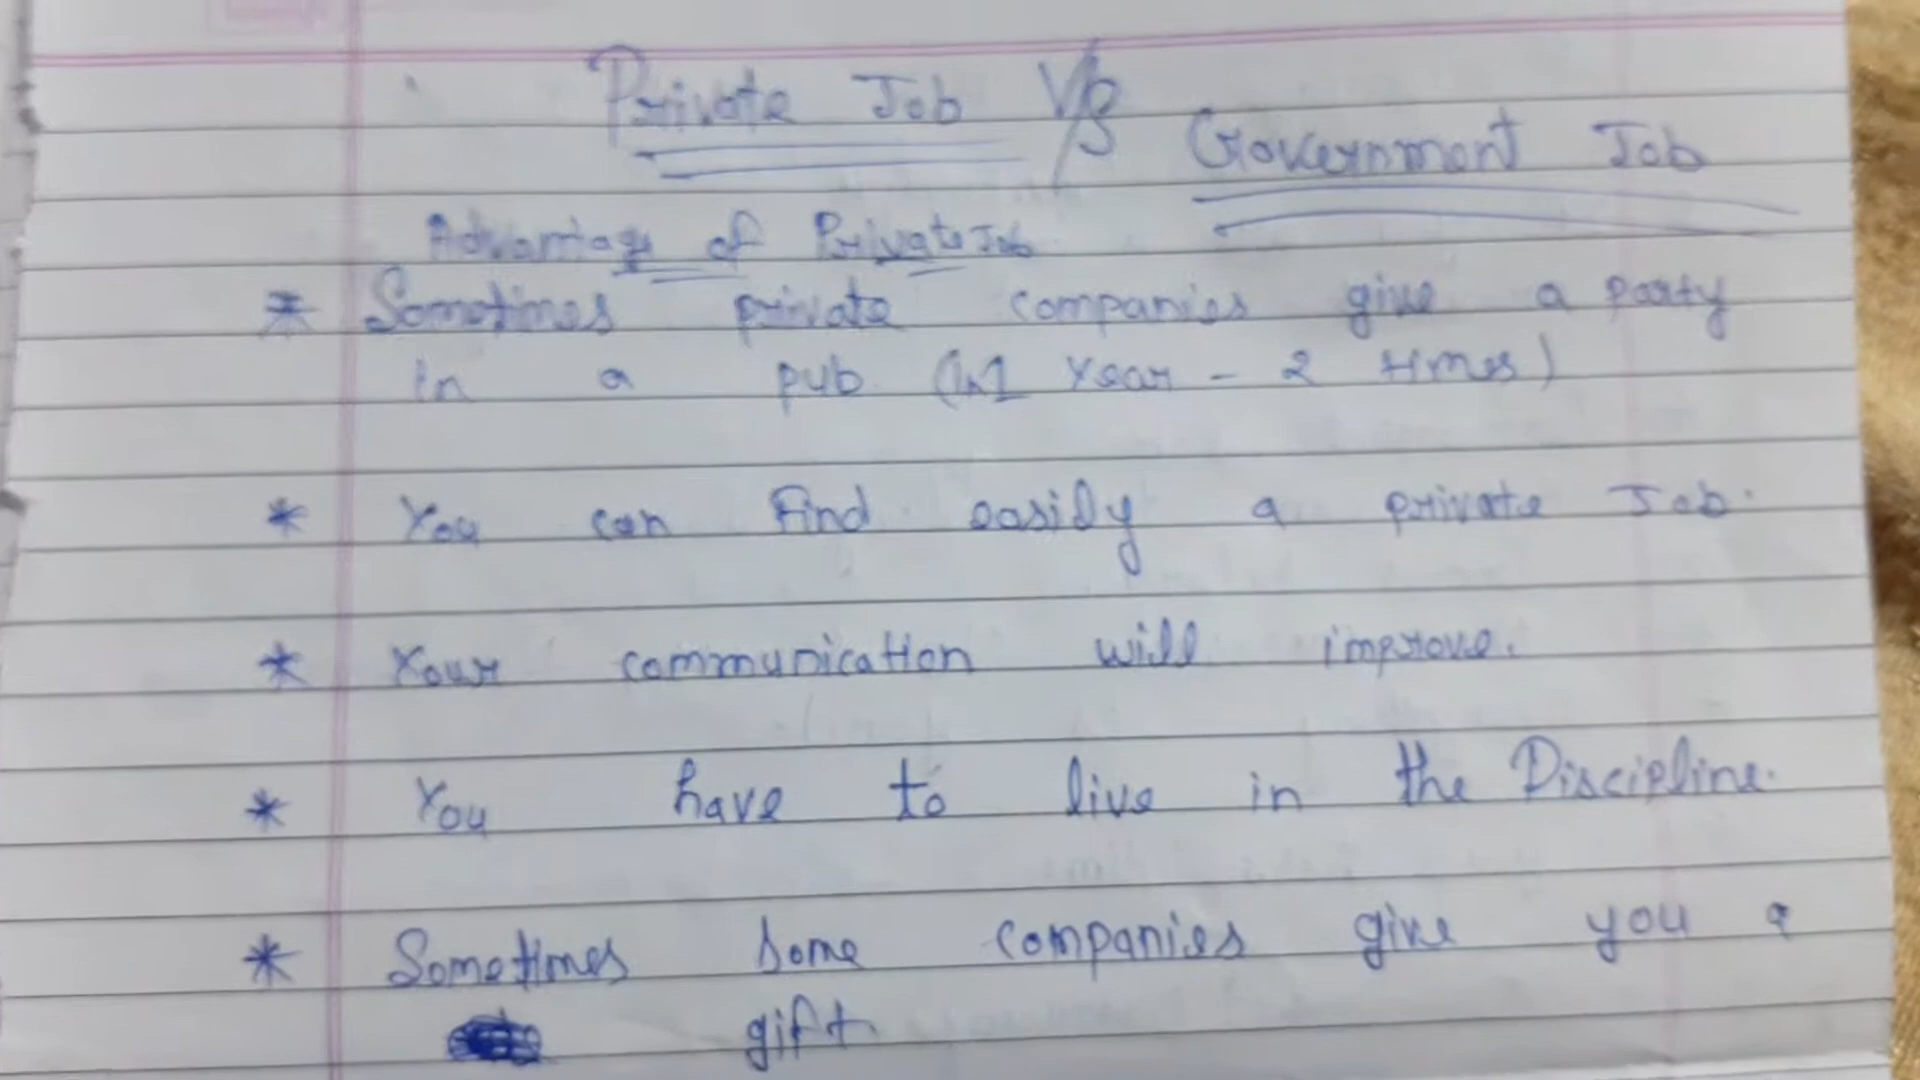 Private Job V/s Government Job
Advantage of Private Job
* Sometimes private companies give a party
in a pub (in 1 Year - 2 times)
* You can find easily a private Job.
* Your communication will improve.
* You have to live in the Discipline.
* Sometimes some companies give you a
gift.